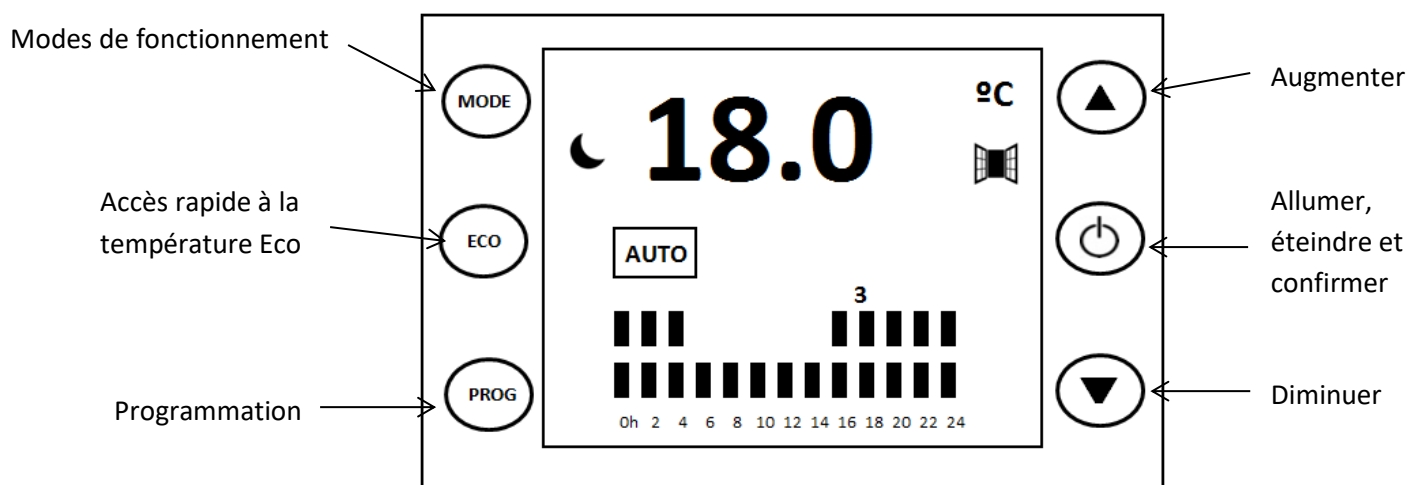 Modes de fonctionnement
MODE
18.0
ºC
Augmenter
Accès rapide à la
température Eco
ECO
AUTO
Allumer,
éteindre et
confirmer
3
Programmation
PROG
0h 2 4 6 8 10 12 14 16 18 20 22 24
Diminuer